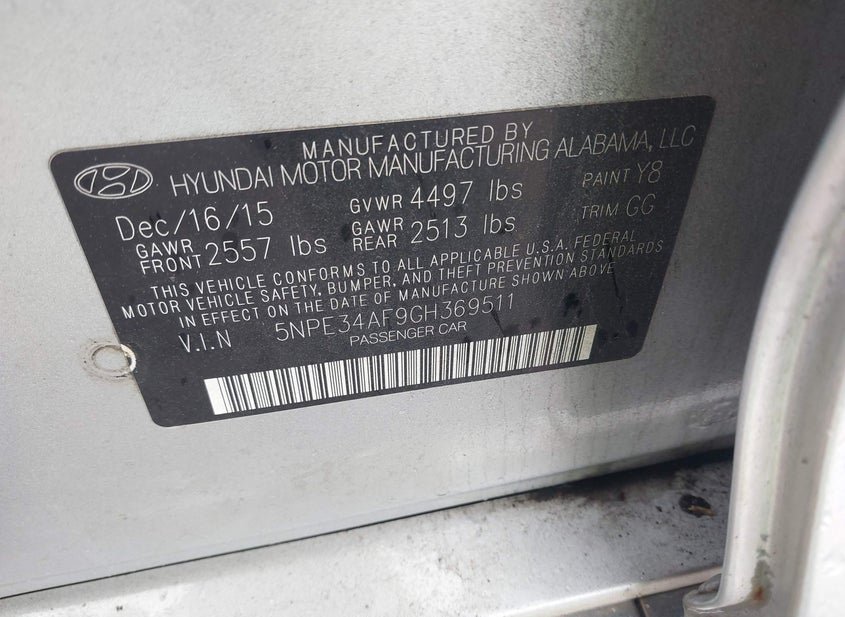 MANUFACTURED BY
HYUNDAI MOTOR MANUFACTURING ALABAMA, LLC
Dec/16/15 GVWR 4497 lbs PAINT Y8
GAWR FRONT 2557 lbs GAWR REAR 2513 lbs TRIM GG
THIS VEHICLE CONFORMS TO ALL APPLICABLE U.S.A. FEDERAL
MOTOR VEHICLE SAFETY, BUMPER, AND THEFT PREVENTION STANDARDS
IN EFFECT ON THE DATE OF MANUFACTURE SHOWN ABOVE
V.I.N 5NPE34AF9GH369511
PASSENGER CAR